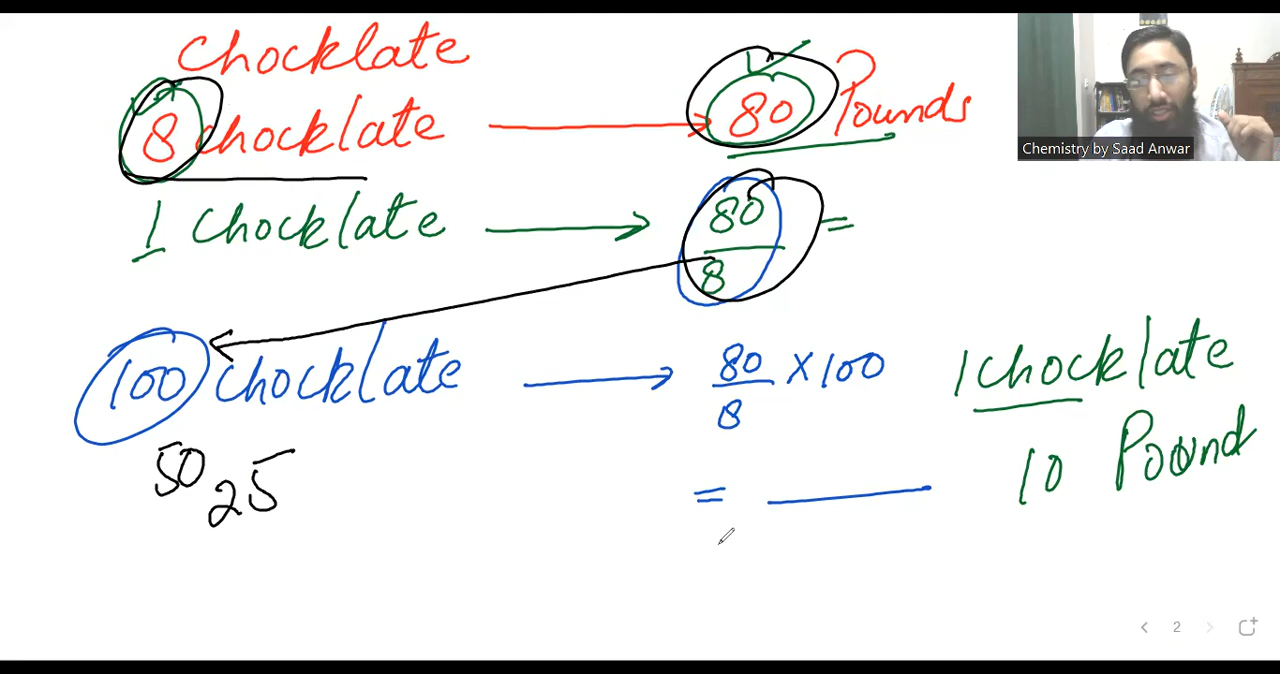 Chocklate
8 chocklate → 80 Pounds
1 Chocklate → 80/8 =
100 chocklate → 80/8 × 100
50 25
= 
1 chocklate
10 Pound
Chemistry by Saad Anwar
2